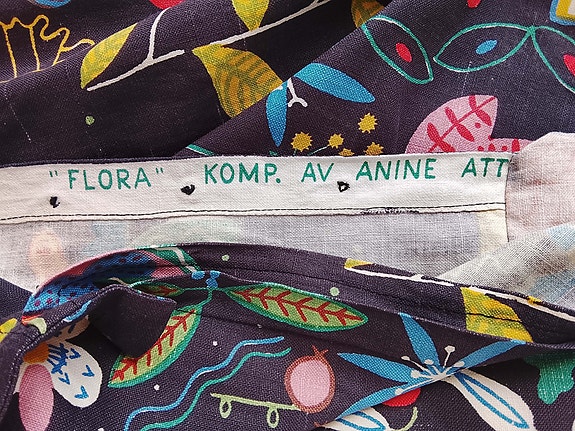 "FLORA" KOMP. AV ANINE ATT